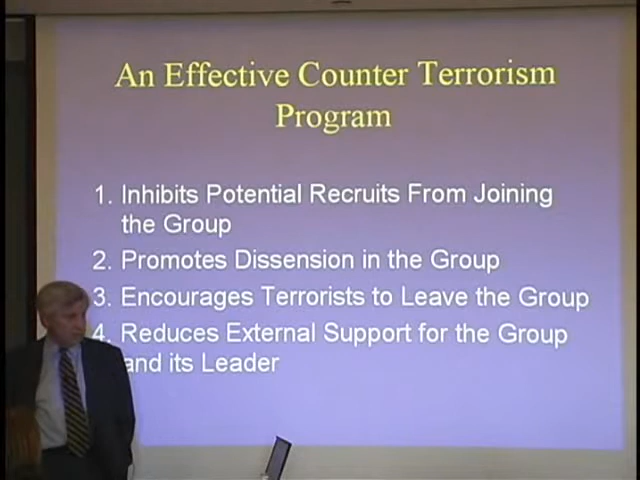 An Effective Counter Terrorism
Program
1. Inhibits Potential Recruits From Joining
the Group
2. Promotes Dissension in the Group
3. Encourages Terrorists to Leave the Group
4. Reduces External Support for the Group
and its Leader